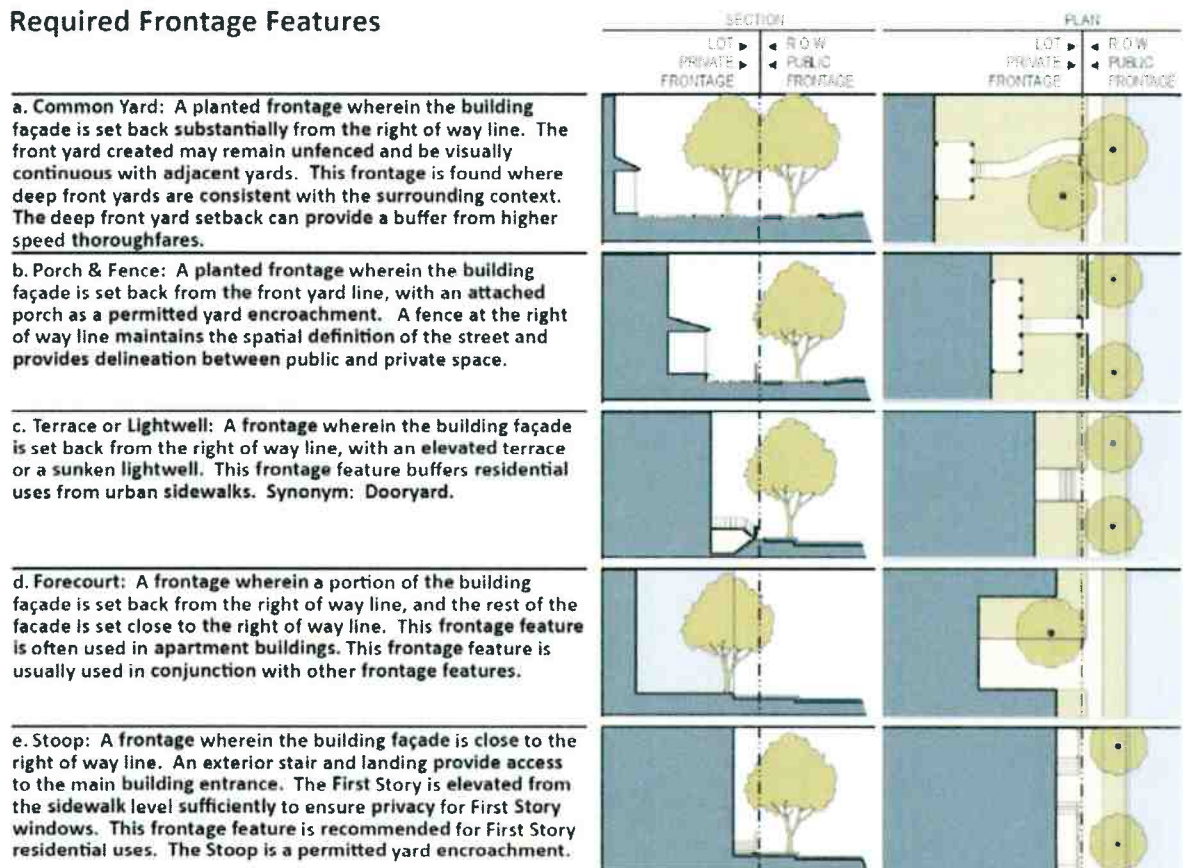 Required Frontage Features
SECTION
PLAN
LOT ▶ ◀ R.O.W
PRIVATE ▶ ◀ PUBLIC
FRONTAGE FRONTAGE
LOT ▶ ◀ R.O.W
PRIVATE ▶ ◀ PUBLIC
FRONTAGE FRONTAGE
a. Common Yard: A planted frontage wherein the building
façade is set back substantially from the right of way line. The
front yard created may remain unfenced and be visually
continuous with adjacent yards. This frontage is found where
deep front yards are consistent with the surrounding context.
The deep front yard setback can provide a buffer from higher
speed thoroughfares.
b. Porch & Fence: A planted frontage wherein the building
façade is set back from the front yard line, with an attached
porch as a permitted yard encroachment. A fence at the right
of way line maintains the spatial definition of the street and
provides delineation between public and private space.
c. Terrace or Lightwell: A frontage wherein the building façade
is set back from the right of way line, with an elevated terrace
or a sunken lightwell. This frontage feature buffers residential
uses from urban sidewalks. Synonym: Dooryard.
d. Forecourt: A frontage wherein a portion of the building
façade is set back from the right of way line, and the rest of the
facade is set close to the right of way line. This frontage feature
is often used in apartment buildings. This frontage feature is
usually used in conjunction with other frontage features.
e. Stoop: A frontage wherein the building façade is close to the
right of way line. An exterior stair and landing provide access
to the main building entrance. The First Story is elevated from
the sidewalk level sufficiently to ensure privacy for First Story
windows. This frontage feature is recommended for First Story
residential uses. The Stoop is a permitted yard encroachment.